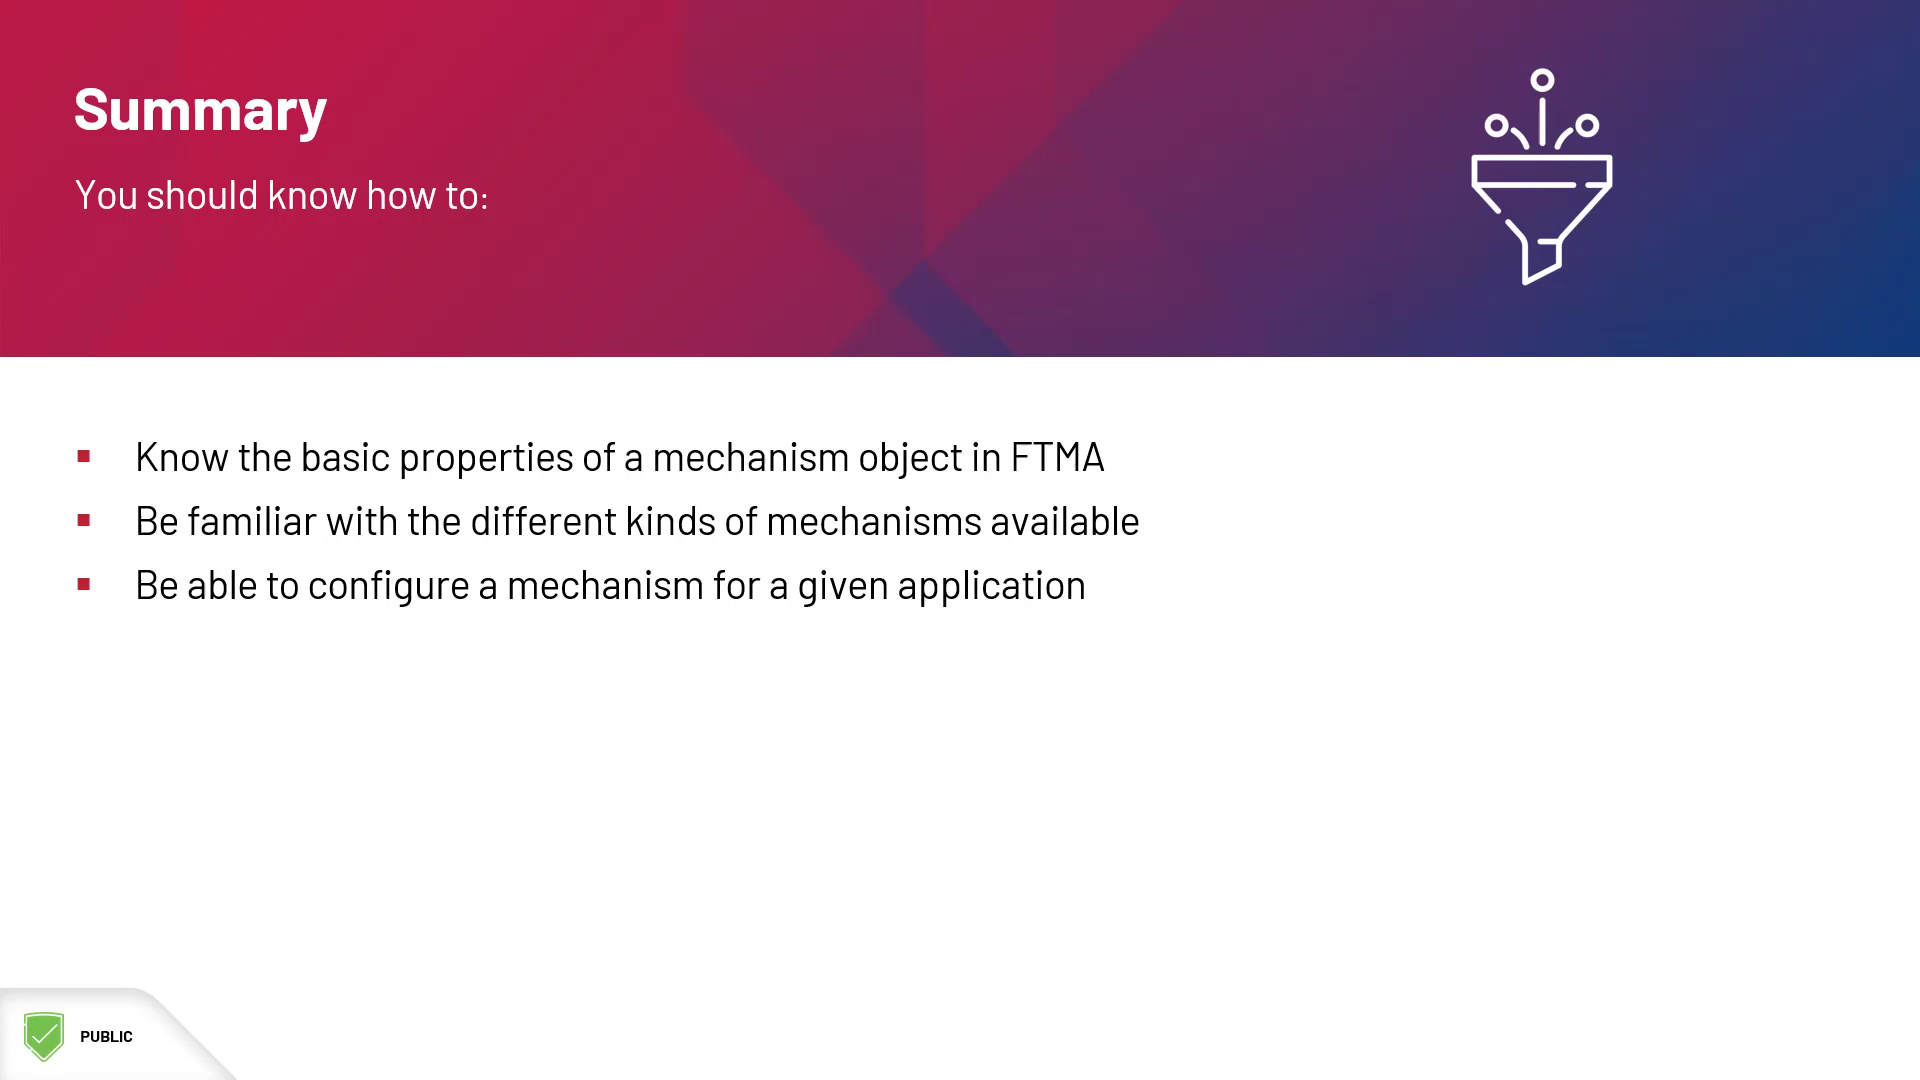 Summary
You should know how to:
Know the basic properties of a mechanism object in FTMA
Be familiar with the different kinds of mechanisms available
Be able to configure a mechanism for a given application
PUBLIC